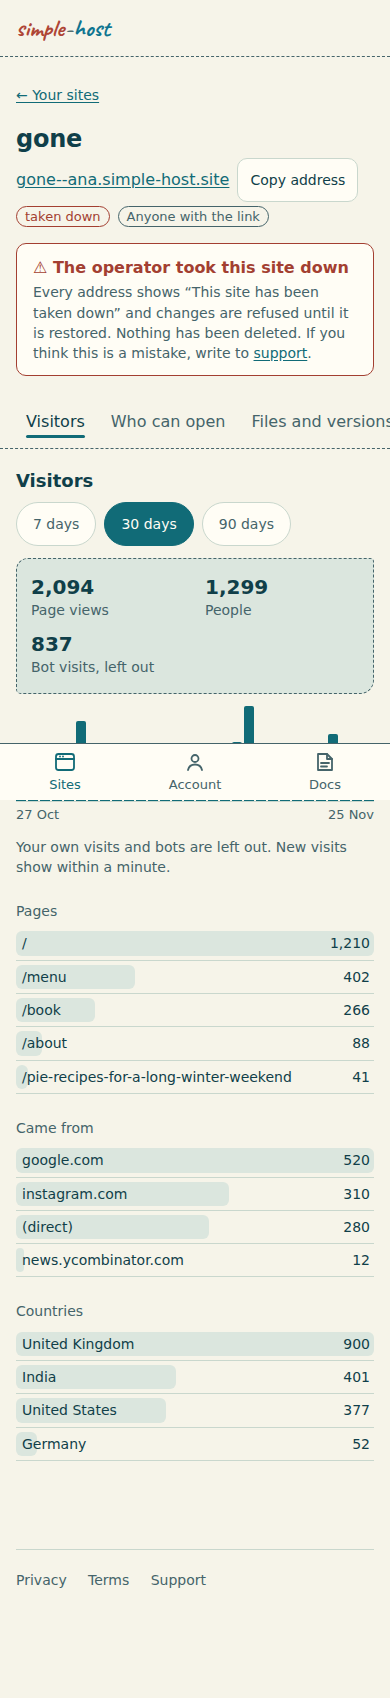 simple-host
← Your sites
gone
gone--ana.simple-host.site Copy address
taken down Anyone with the link
⚠ The operator took this site down
Every address shows “This site has been
taken down” and changes are refused until it
is restored. Nothing has been deleted. If you
think this is a mistake, write to support.
Visitors Who can open Files and versions
Visitors
7 days 30 days 90 days
2,094 1,299
Page views People
837
Bot visits, left out
Sites Account Docs
27 Oct 25 Nov
Your own visits and bots are left out. New visits
show within a minute.
Pages
/ 1,210
/menu 402
/book 266
/about 88
/pie-recipes-for-a-long-winter-weekend 41
Came from
google.com 520
instagram.com 310
(direct) 280
news.ycombinator.com 12
Countries
United Kingdom 900
India 401
United States 377
Germany 52
Privacy Terms Support